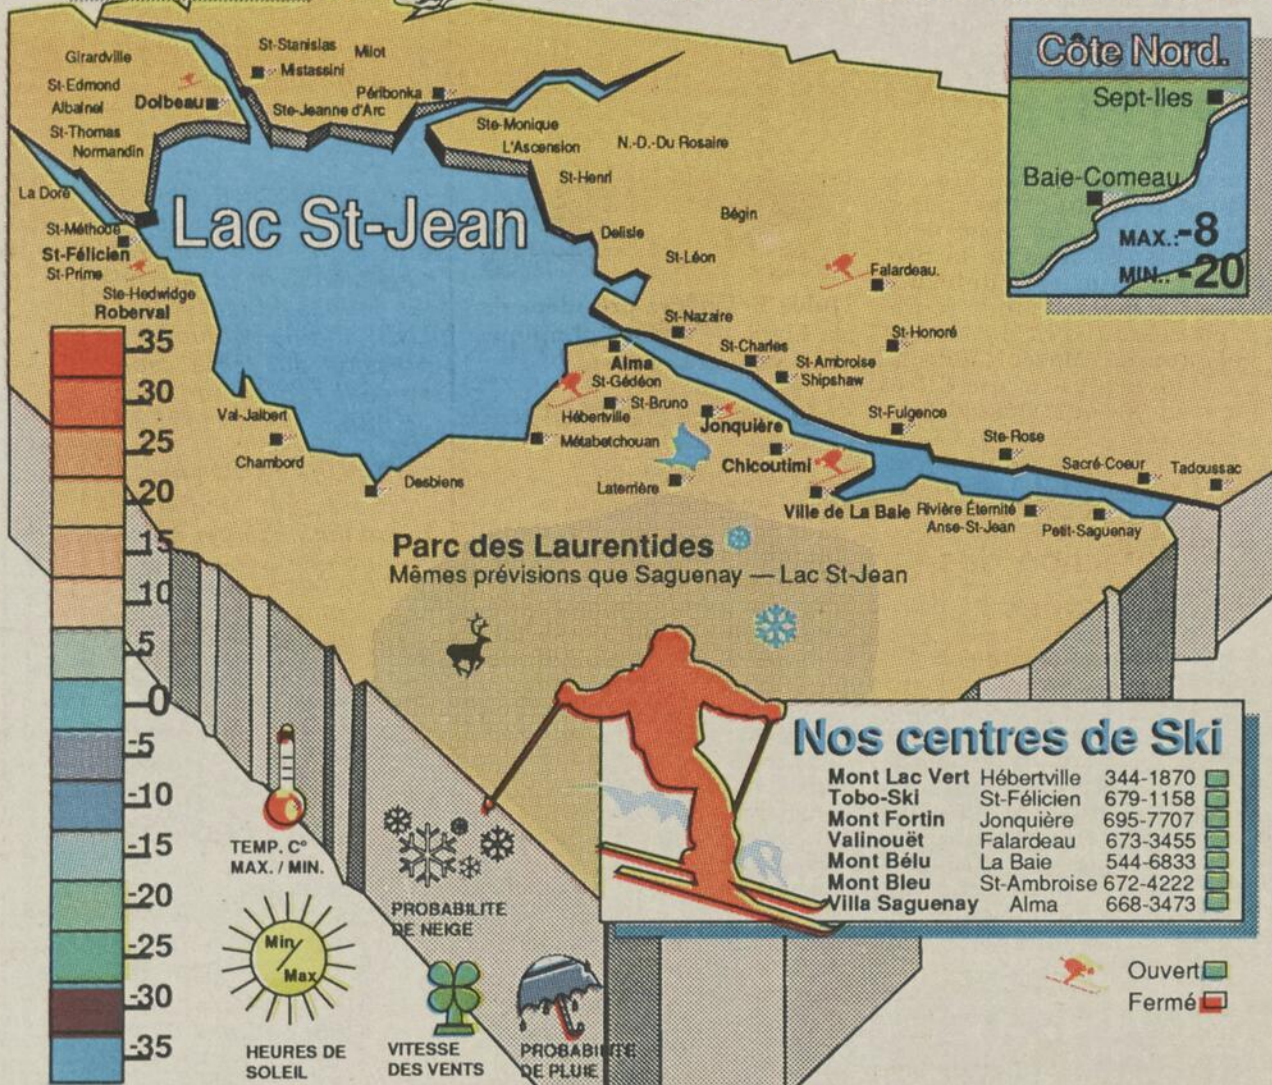 Côte Nord.
Sept-Iles
Baie-Comeau
MAX.:-8
MIN.: -20
St-Stanislas
Milot
Girardville
Mistassini
St-Edmond
Péribonka
Albanel
Dolbeau
Ste-Jeanne d'Arc
St-Thomas
Ste-Monique
Normandin
L'Ascension
N.-D.-Du Rosaire
St-Henri
La Doré
Lac St-Jean
Bégin
St-Méthode
Delisle
St-Félicien
St-Léon
St-Prime
Falardeau.
Ste-Hedwidge
Roberval
St-Nazaire
St-Honoré
St-Charles
Alma
St-Ambroise
St-Gédéon
Shipshaw
St-Bruno
Val-Jalbert
Hébertville
St-Fulgence
Jonquière
Métabetchouan
Ste-Rose
Chambord
Chicoutimi
Sacré-Coeur
Tadoussac
Desbiens
Laterrière
Ville de La Baie
Rivière Éternité
Anse-St-Jean
Petit-Saguenay
Parc des Laurentides
Mêmes prévisions que Saguenay — Lac St-Jean
35
30
25
20
15
10
5
0
-5
-10
-15
-20
-25
-30
-35
TEMP. C°
MAX. / MIN.
PROBABILITE
DE NEIGE
Min/
Max
HEURES DE
SOLEIL
VITESSE
DES VENTS
PROBABILITE
DE PLUIE
Nos centres de Ski
Mont Lac Vert Hébertville 344-1870
Tobo-Ski St-Félicien 679-1158
Mont Fortin Jonquière 695-7707
Valinouët Falardeau 673-3455
Mont Bélu La Baie 544-6833
Mont Bleu St-Ambroise 672-4222
Villa Saguenay Alma 668-3473
Ouvert
Fermé